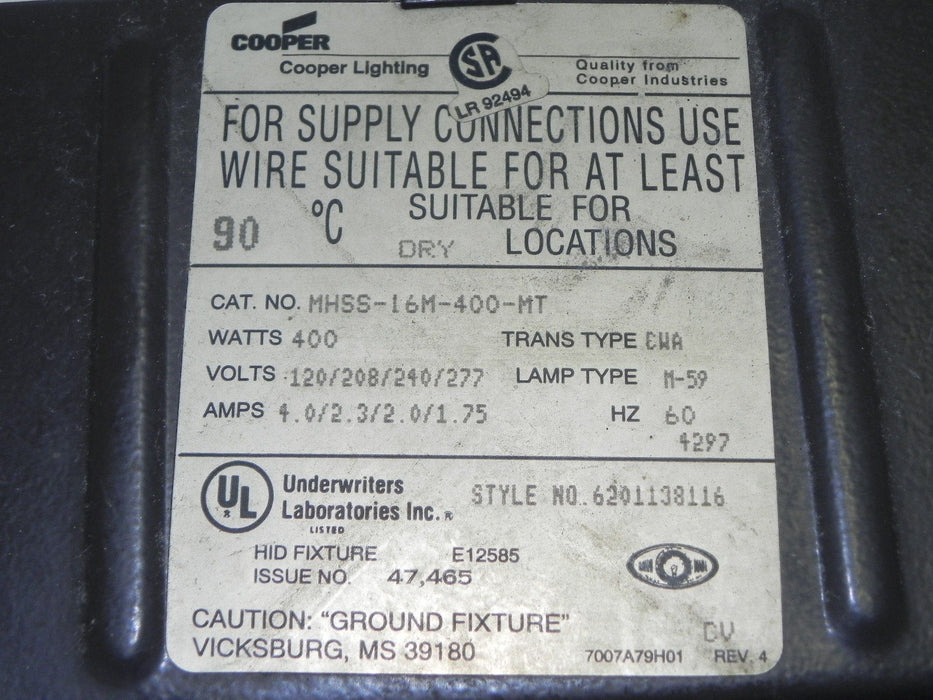 COOPER
Cooper Lighting
SA
LR 92494
Quality from
Cooper Industries
FOR SUPPLY CONNECTIONS USE
WIRE SUITABLE FOR AT LEAST
90 °C SUITABLE FOR
DRY LOCATIONS
CAT. NO. MHSS-16M-400-MT
WATTS 400 TRANS TYPE CWA
VOLTS 120/208/240/277 LAMP TYPE M-59
AMPS 4.0/2.3/2.0/1.75 HZ 60
4297
UL ® Underwriters
Laboratories Inc.®
LISTED
STYLE NO. 6201138116
HID FIXTURE E12585
ISSUE NO. 47,465
CAUTION: "GROUND FIXTURE"
VICKSBURG, MS 39180
DV
7007A79H01 REV. 4